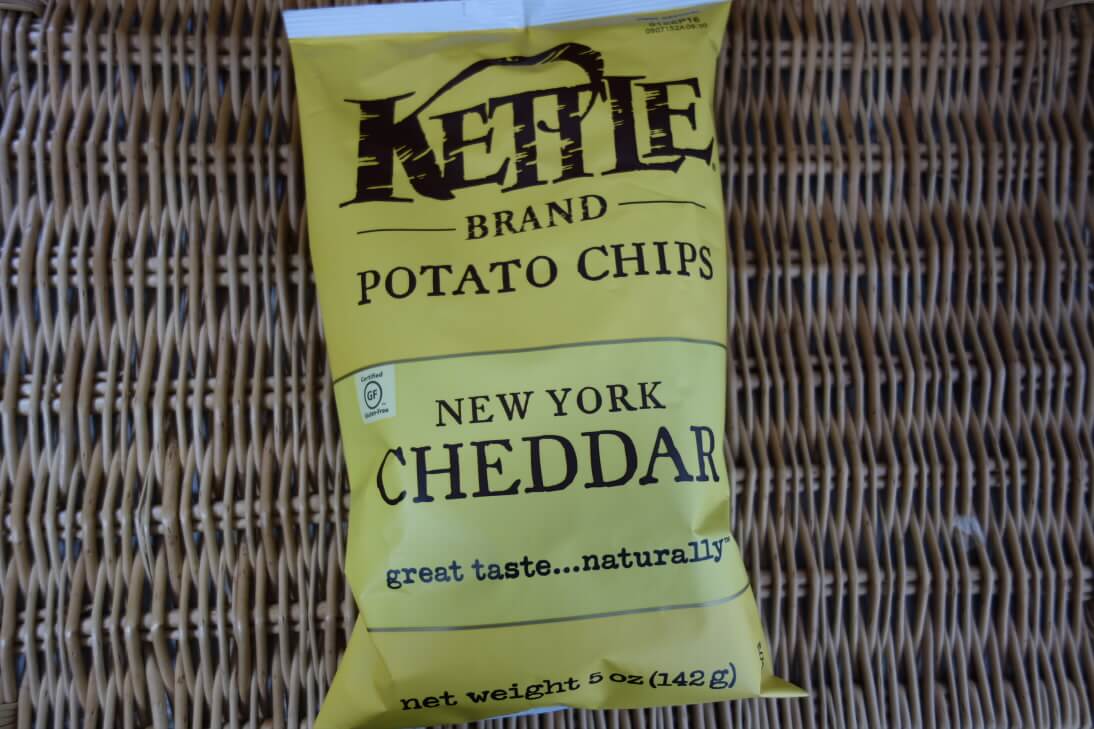 KETTLE
BRAND
POTATO CHIPS
Certified
GF
Gluten-Free
NEW YORK
CHEDDAR
great taste...naturally™
net weight 5 oz (142 g)